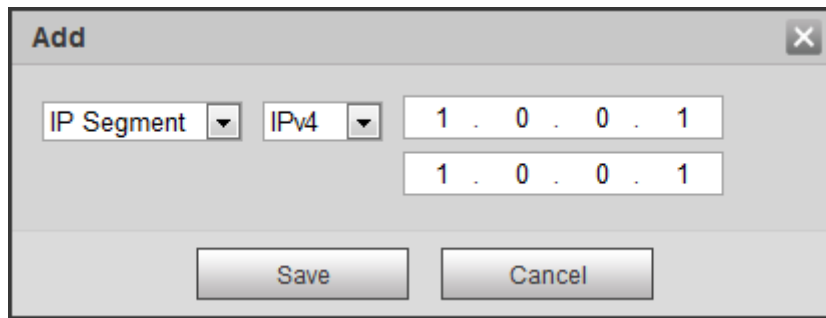 Add
IP Segment IPv4 1 . 0 . 0 . 1
1 . 0 . 0 . 1
Save Cancel